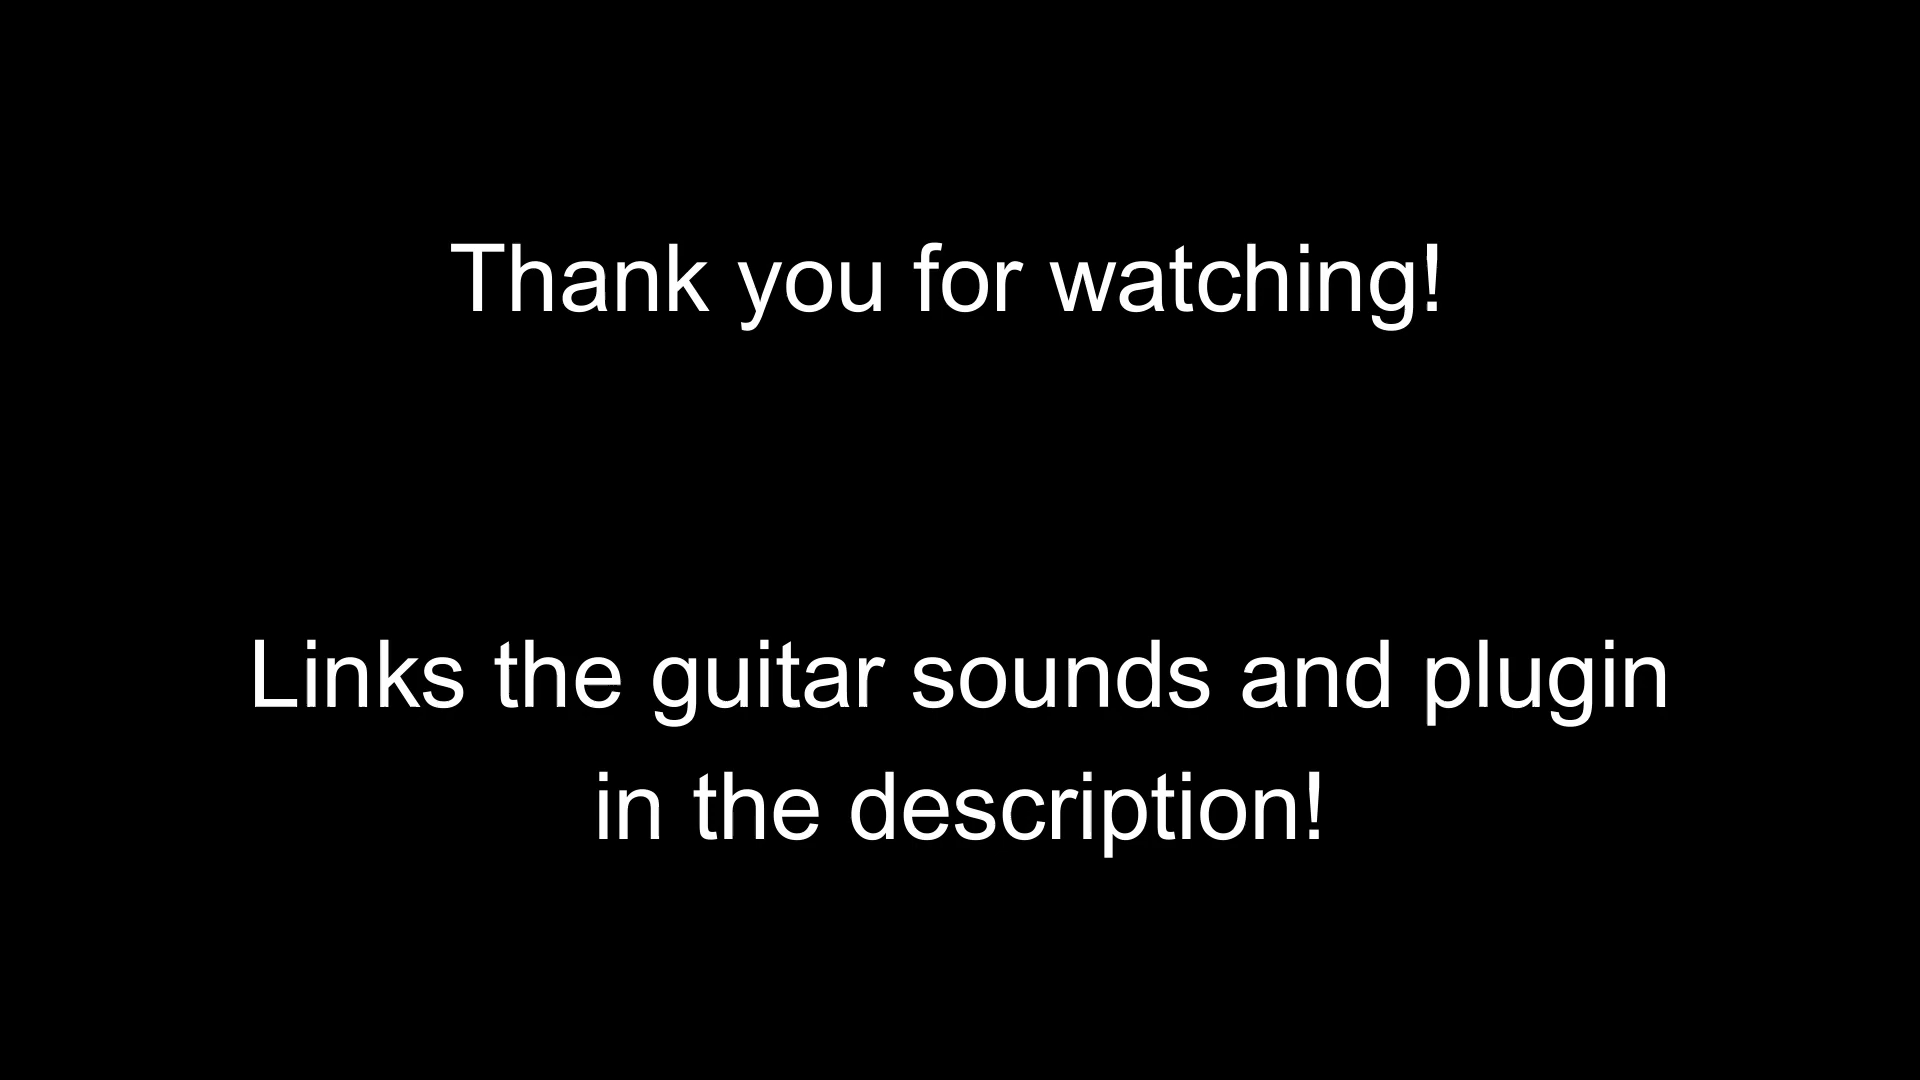 Thank you for watching!
Links the guitar sounds and plugin
in the description!